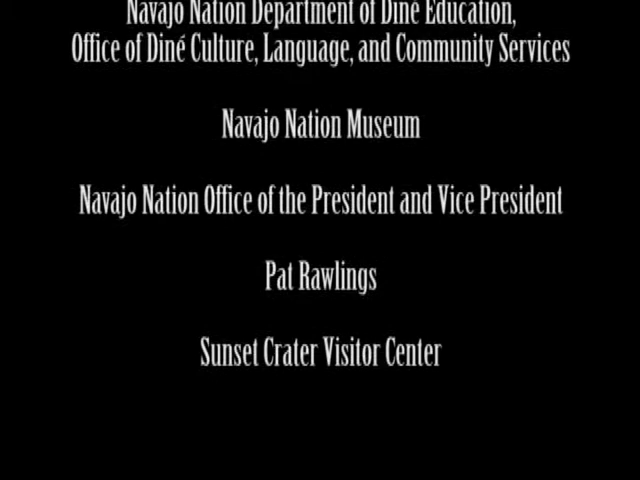 Navajo Nation Department of Diné Education,
Office of Diné Culture, Language, and Community Services
Navajo Nation Museum
Navajo Nation Office of the President and Vice President
Pat Rawlings
Sunset Crater Visitor Center